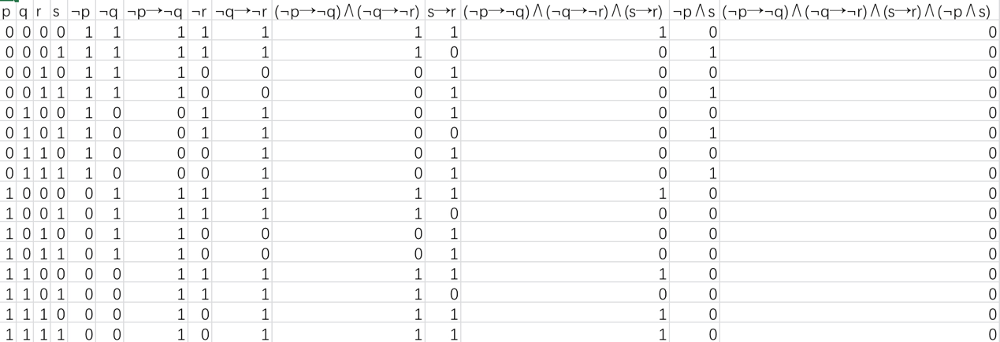 p q r s ¬p ¬q ¬p→¬q ¬r ¬q→¬r (¬p→¬q)∧(¬q→¬r) s→r (¬p→¬q)∧(¬q→¬r)∧(s→r) ¬p∧s (¬p→¬q)∧(¬q→¬r)∧(s→r)∧(¬p∧s)
0 0 0 0 1 1 1 1 1 1 1 1 0 0
0 0 0 1 1 1 1 1 1 1 0 0 1 0
0 0 1 0 1 1 1 0 0 0 1 0 0 0
0 0 1 1 1 1 1 0 0 0 1 0 1 0
0 1 0 0 1 0 0 1 1 0 1 0 0 0
0 1 0 1 1 0 0 1 1 0 0 0 1 0
0 1 1 0 1 0 0 0 1 0 1 0 0 0
0 1 1 1 1 0 0 0 1 0 1 0 1 0
1 0 0 0 0 1 1 1 1 1 1 1 0 0
1 0 0 1 0 1 1 1 1 1 0 0 0 0
1 0 1 0 0 1 1 0 0 0 1 0 0 0
1 0 1 1 0 1 1 0 0 0 1 0 0 0
1 1 0 0 0 0 1 1 1 1 1 1 0 0
1 1 0 1 0 0 1 1 1 1 0 0 0 0
1 1 1 0 0 0 1 0 1 1 1 1 0 0
1 1 1 1 0 0 1 0 1 1 1 1 0 0